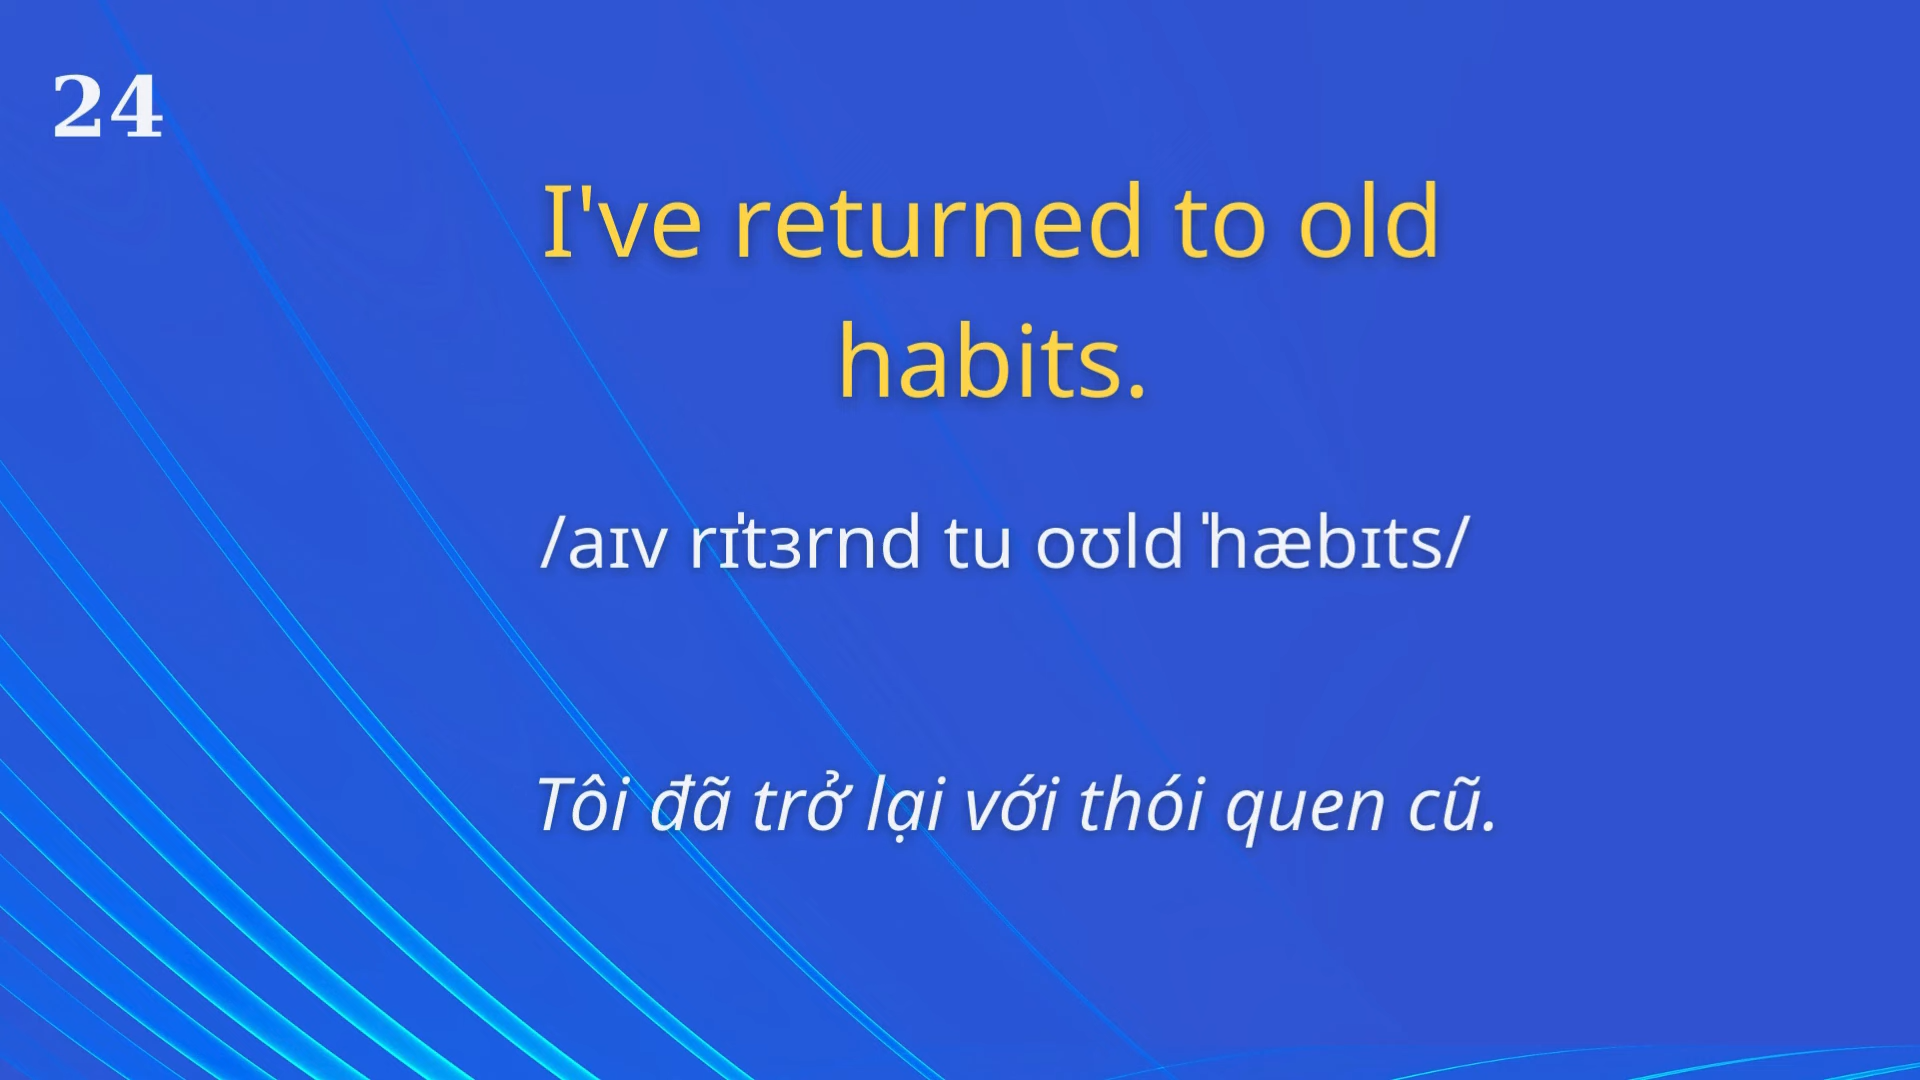 24
I've returned to old
habits.
/aɪv rɪˈtɜrnd tu oʊld ˈhæbɪts/
Tôi đã trở lại với thói quen cũ.